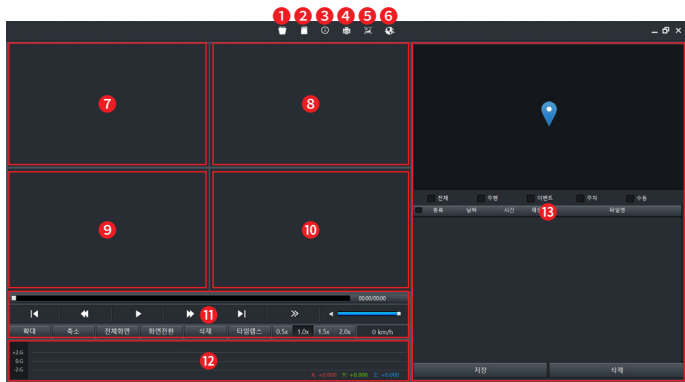 1 2 3 4 5 6
7 8
전체 주행 이벤트 주차 수동
종류 날짜 시간 13 파일명
9 10
00:00/00:00
11
확대 축소 전체화면 화면전환 삭제 타임랩스 0.5x 1.0x 1.5x 2.0x 0 km/h
+2.G
0.G
-2.G
12
X: +0.000 Y: +0.000 Z: +0.000
저장 삭제